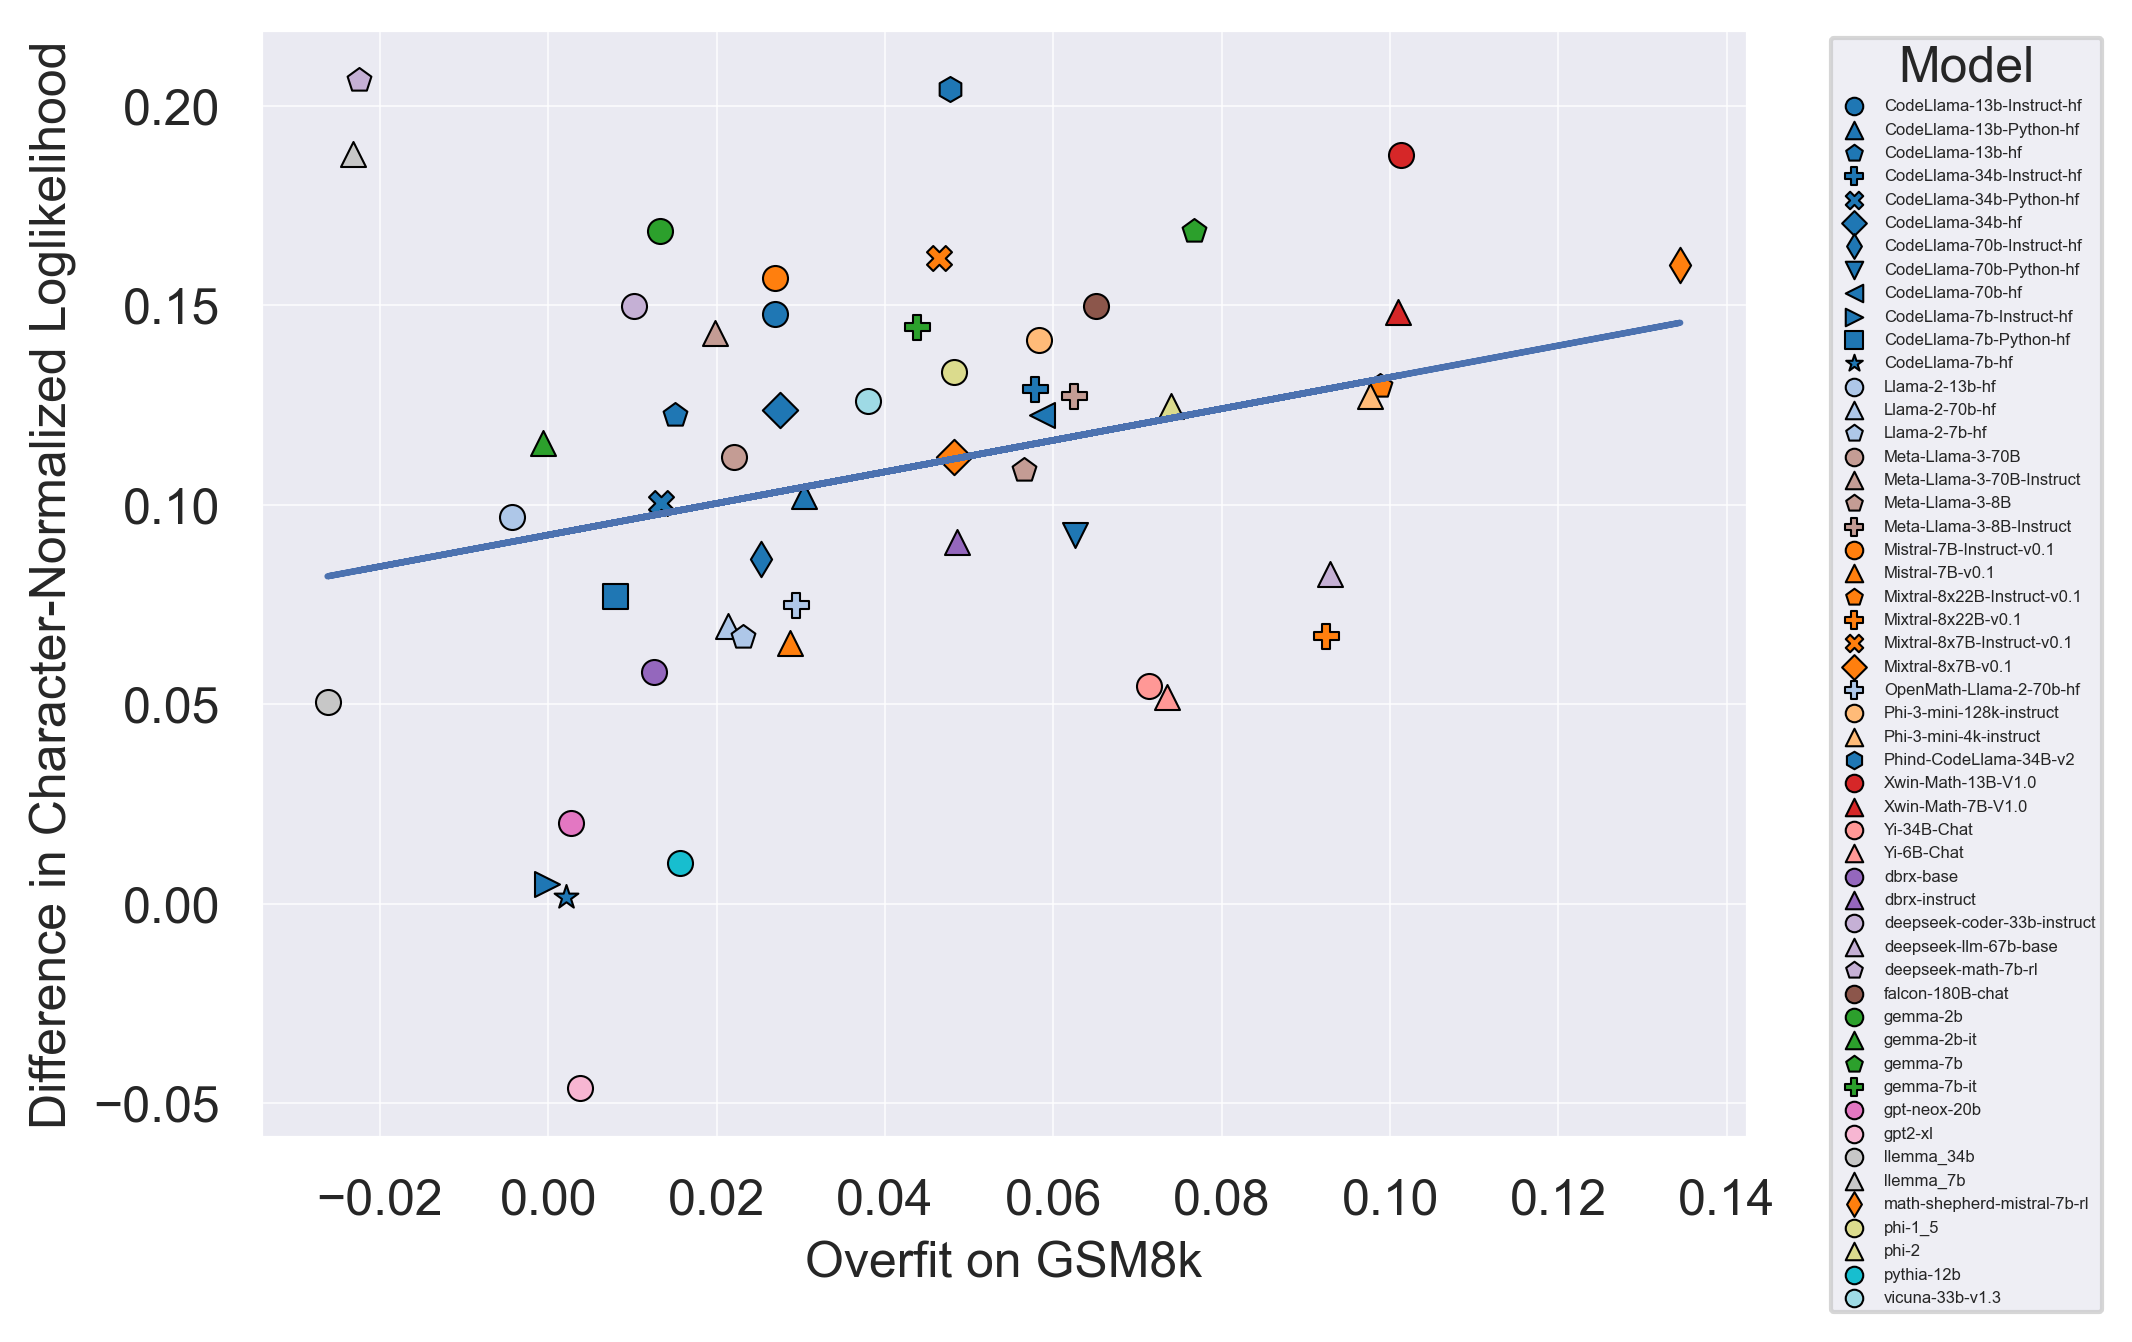 Difference in Character-Normalized Loglikelihood
0.20
0.15
0.10
0.05
0.00
−0.05
−0.02
0.00
0.02
0.04
0.06
0.08
0.10
0.12
0.14
Overfit on GSM8k
Model
CodeLlama-13b-Instruct-hf
CodeLlama-13b-Python-hf
CodeLlama-13b-hf
CodeLlama-34b-Instruct-hf
CodeLlama-34b-Python-hf
CodeLlama-34b-hf
CodeLlama-70b-Instruct-hf
CodeLlama-70b-Python-hf
CodeLlama-70b-hf
CodeLlama-7b-Instruct-hf
CodeLlama-7b-Python-hf
CodeLlama-7b-hf
Llama-2-13b-hf
Llama-2-70b-hf
Llama-2-7b-hf
Meta-Llama-3-70B
Meta-Llama-3-70B-Instruct
Meta-Llama-3-8B
Meta-Llama-3-8B-Instruct
Mistral-7B-Instruct-v0.1
Mistral-7B-v0.1
Mixtral-8x22B-Instruct-v0.1
Mixtral-8x22B-v0.1
Mixtral-8x7B-Instruct-v0.1
Mixtral-8x7B-v0.1
OpenMath-Llama-2-70b-hf
Phi-3-mini-128k-instruct
Phi-3-mini-4k-instruct
Phind-CodeLlama-34B-v2
Xwin-Math-13B-V1.0
Xwin-Math-7B-V1.0
Yi-34B-Chat
Yi-6B-Chat
dbrx-base
dbrx-instruct
deepseek-coder-33b-instruct
deepseek-llm-67b-base
deepseek-math-7b-rl
falcon-180B-chat
gemma-2b
gemma-2b-it
gemma-7b
gemma-7b-it
gpt-neox-20b
gpt2-xl
llemma_34b
llemma_7b
math-shepherd-mistral-7b-rl
phi-1_5
phi-2
pythia-12b
vicuna-33b-v1.3